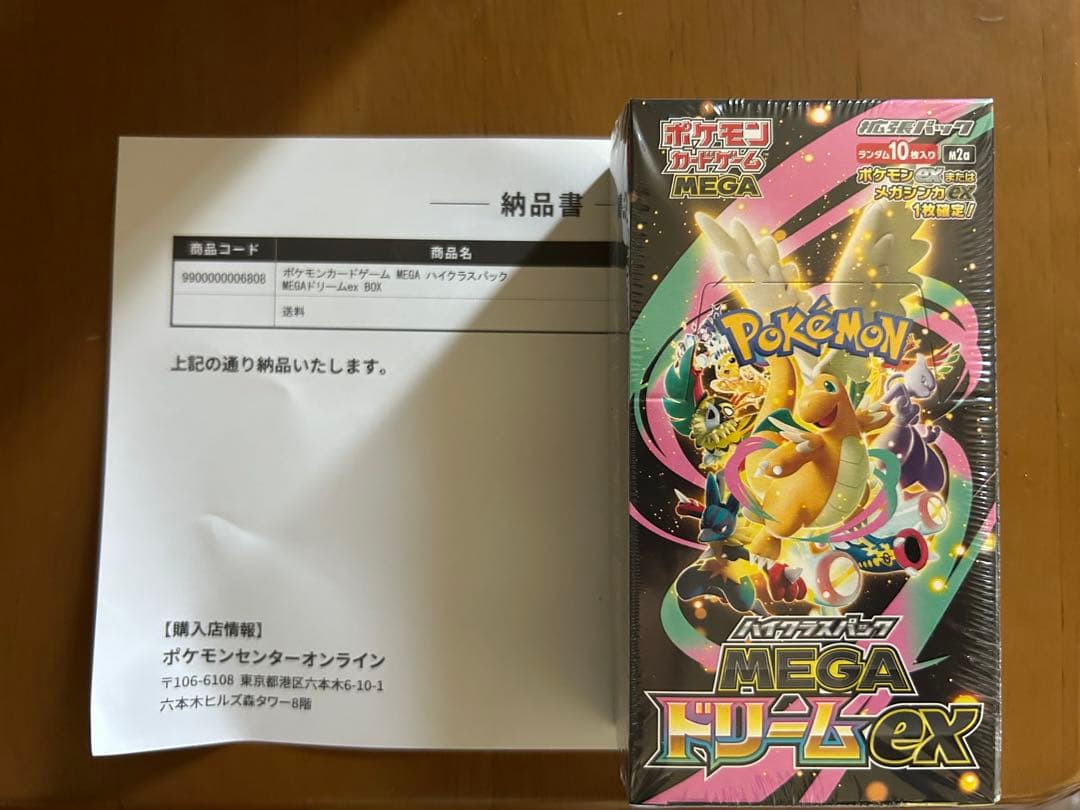 納品書
商品コード 商品名
9900000006808 ポケモンカードゲーム MEGA ハイクラスパック
MEGAドリームex BOX
送料
上記の通り納品いたします。
【購入店情報】
ポケモンセンターオンライン
〒106-6108 東京都港区六本木6-10-1
六本木ヒルズ森タワー8階
ポケモン
カードゲーム
MEGA
拡張パック
ランダム10枚入り M2a
ポケモンexまたは
メガシンカex
1枚確定!
POKéMON
ハイクラスパック
MEGA
ドリームex